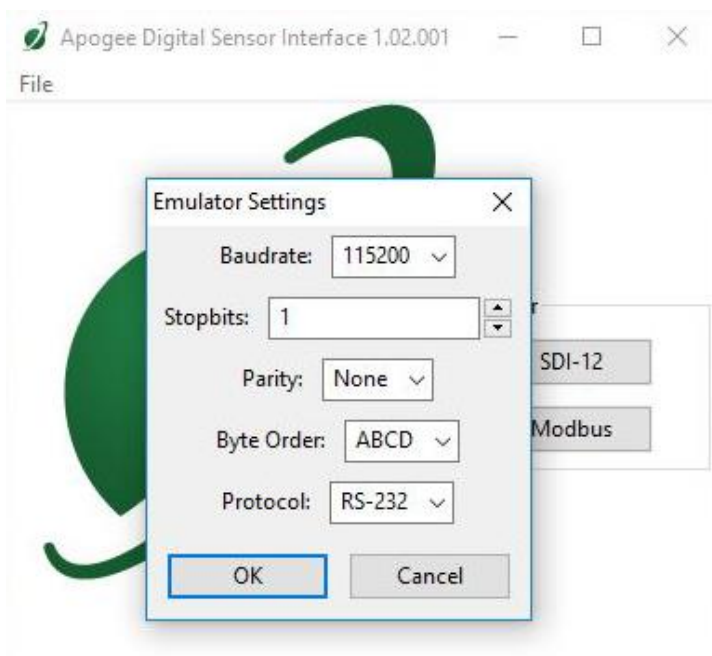 Apogee Digital Sensor Interface 1.02.001
File
Emulator Settings
Baudrate: 115200
Stopbits: 1
Parity: None
Byte Order: ABCD
Protocol: RS-232
OK Cancel
SDI-12
Modbus